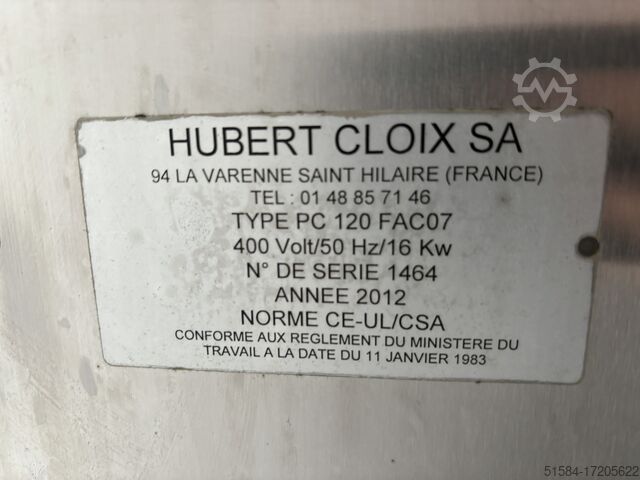 HUBERT CLOIX SA
94 LA VARENNE SAINT HILAIRE (FRANCE)
TEL : 01 48 85 71 46
TYPE PC 120 FAC07
400 Volt/50 Hz/16 Kw
N° DE SERIE 1464
ANNEE 2012
NORME CE-UL/CSA
CONFORME AUX REGLEMENT DU MINISTERE DU
TRAVAIL A LA DATE DU 11 JANVIER 1983
51584-17205622